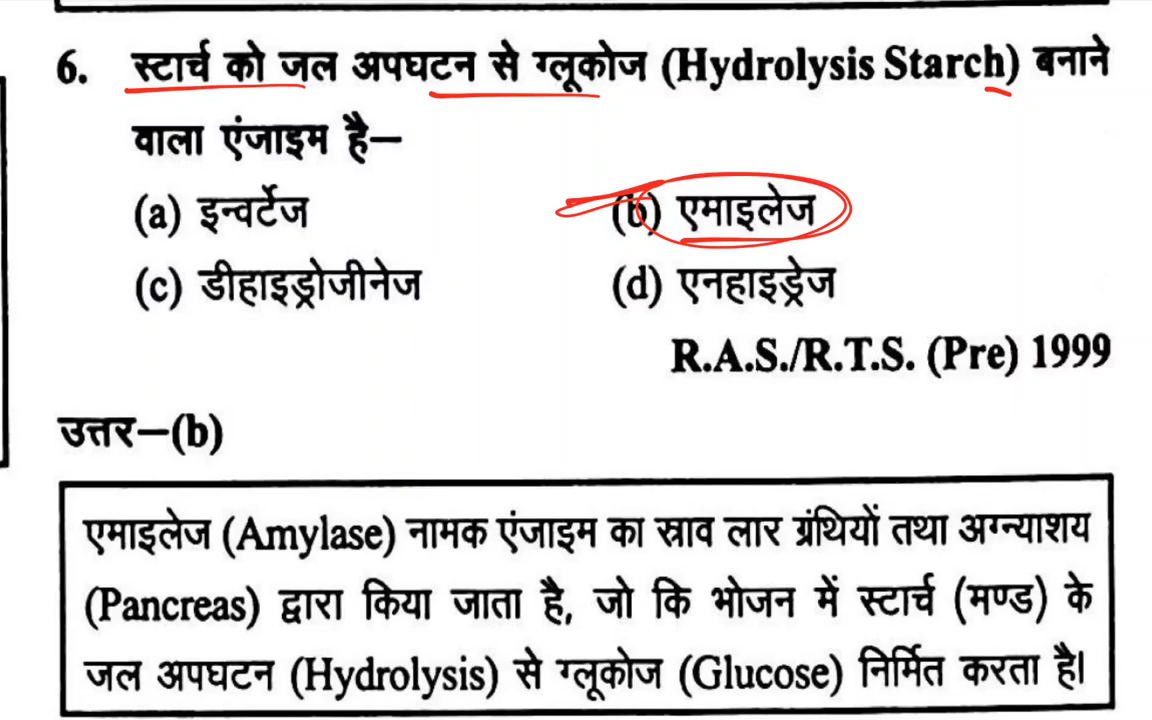 6. स्टार्च को जल अपघटन से ग्लूकोज (Hydrolysis Starch) बनाने
वाला एंजाइम है—
(a) इन्वर्टेज (b) एमाइलेज
(c) डीहाइड्रोजीनेज (d) एनहाइड्रेज
R.A.S./R.T.S. (Pre) 1999
उत्तर—(b)
एमाइलेज (Amylase) नामक एंजाइम का स्राव लार ग्रंथियों तथा अग्न्याशय
(Pancreas) द्वारा किया जाता है, जो कि भोजन में स्टार्च (मण्ड) के
जल अपघटन (Hydrolysis) से ग्लूकोज (Glucose) निर्मित करता है।